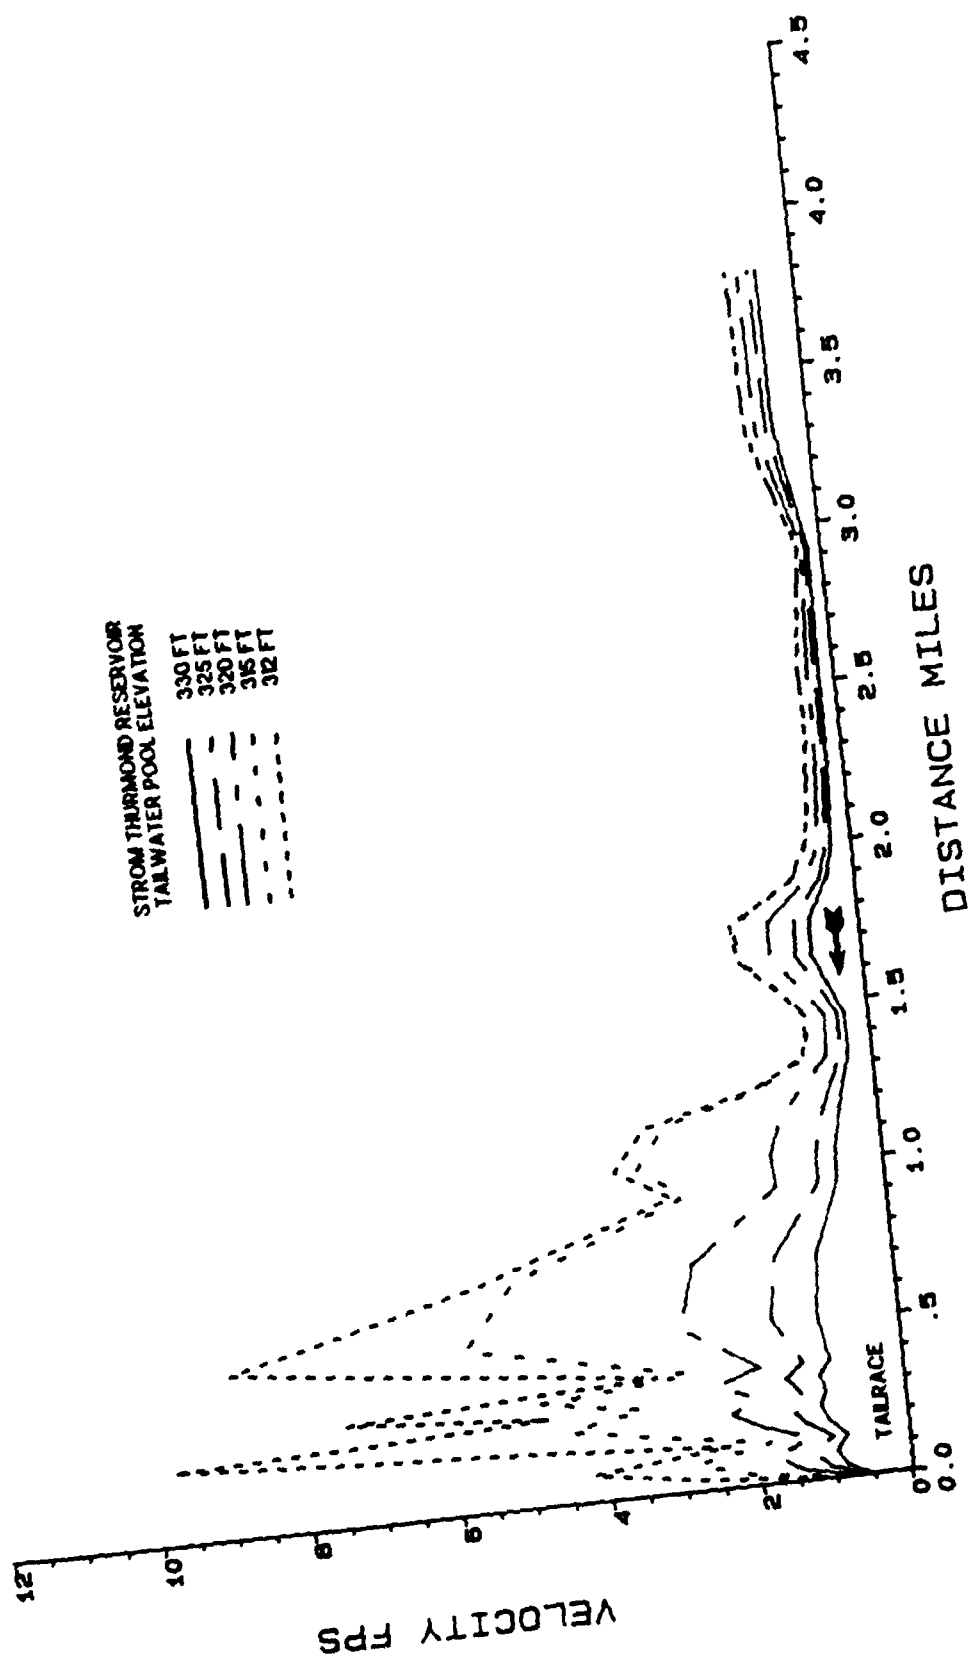 STROM THURMOND RESERVOIR
TAILWATER POOL ELEVATION
330 FT
325 FT
320 FT
315 FT
312 FT
VELOCITY FPS
12
10
8
6
4
2
0
TAILRACE
0.0
.5
1.0
1.5
2.0
2.5
3.0
3.5
4.0
4.5
DISTANCE MILES